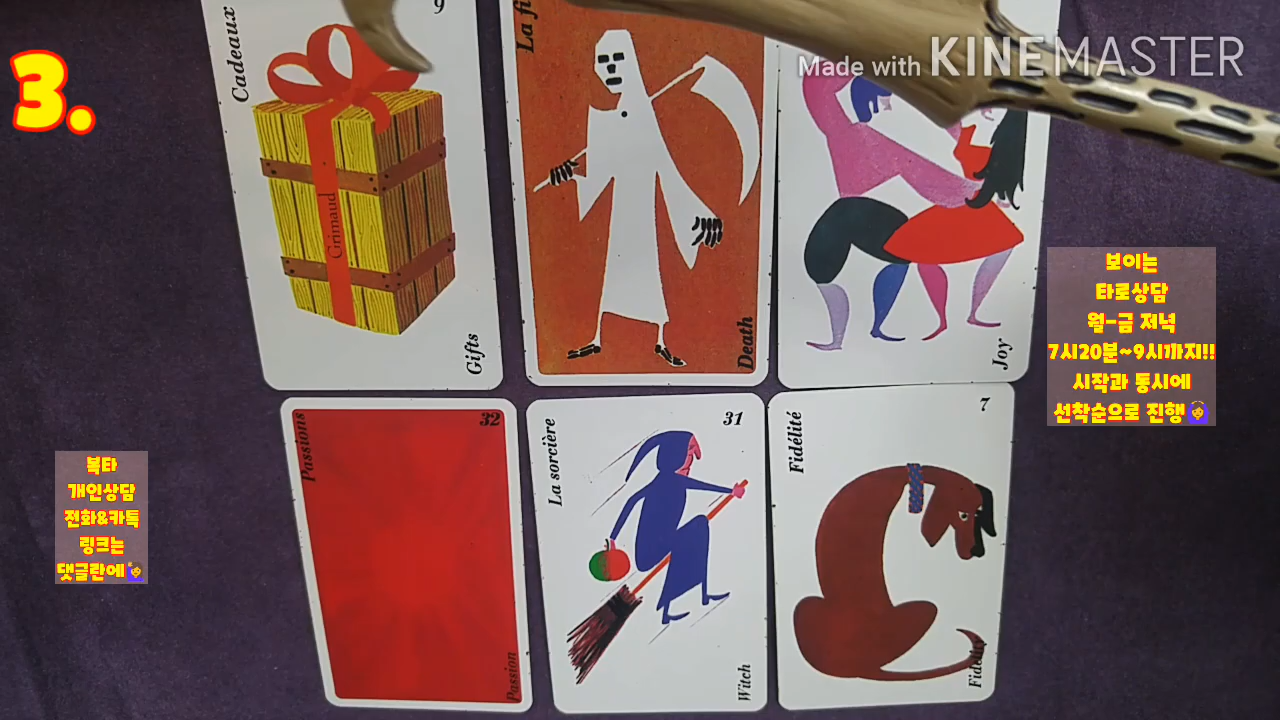 3.
Made with KINEMASTER
Cadeaux
9
Grimaud
Gifts
La fi
Death
Joy
보이는
타로상담
월-금 저녁
7시20분~9시까지!!
시작과 동시에
선착순으로 진행🙆‍♀️
Passions
32
Passion
La sorcière
31
Witch
Fidélité
7
Fidelity
복타
개인상담
전화&카톡
링크는
댓글란에🙆‍♀️